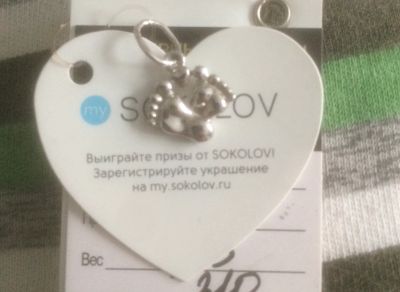 my SOKOLOV
Выиграйте призы от SOKOLOV!
Зарегистрируйте украшение
на my.sokolov.ru
Вес